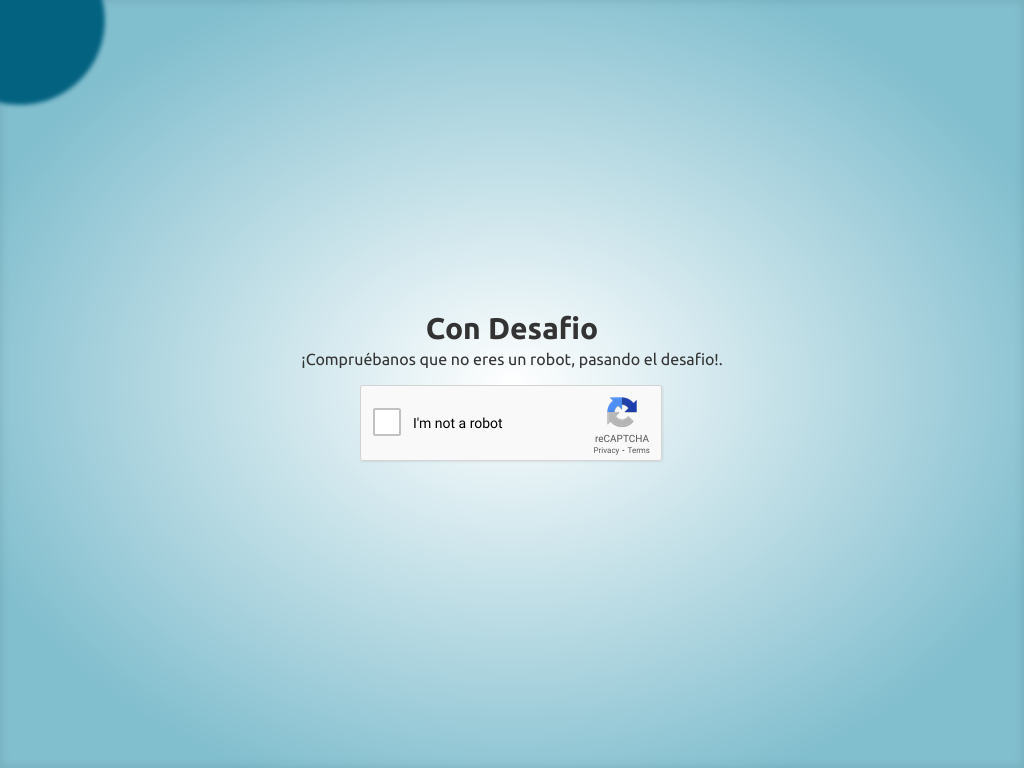 Con Desafio
¡Compruébanos que no eres un robot, pasando el desafio!.
I'm not a robot
reCAPTCHA
Privacy - Terms